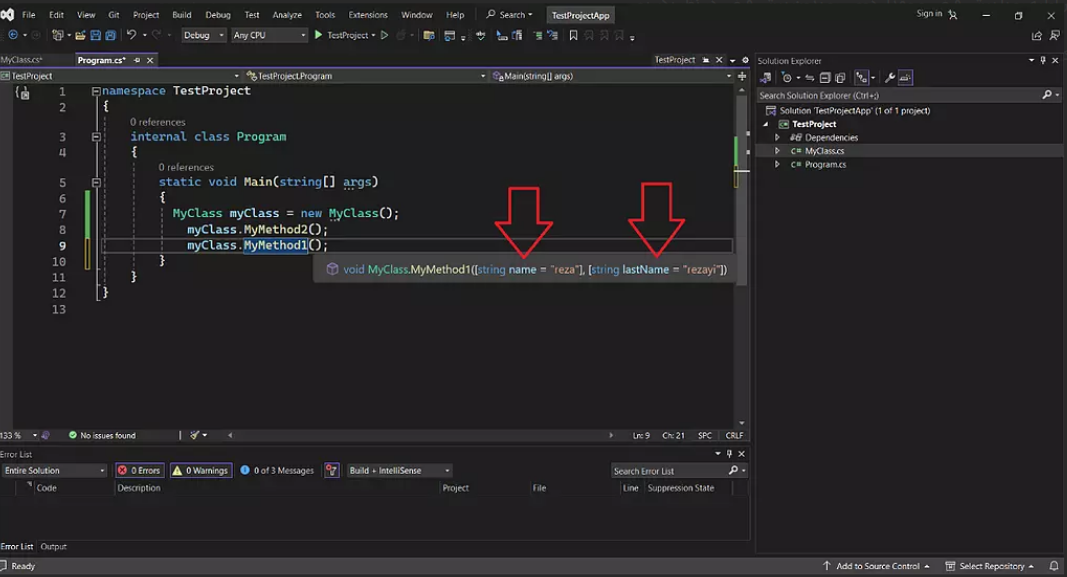 File Edit View Git Project Build Debug Test Analyze Tools Extensions Window Help Search TestProjectApp Sign in
Debug Any CPU TestProject
MyClass.cs* Program.cs* TestProject
TestProject TestProject.Program Main(string[] args)
1 namespace TestProject
2 {
0 references
3 internal class Program
4 {
0 references
5 static void Main(string[] args)
6 {
7 MyClass myClass = new MyClass();
8 myClass.MyMethod2();
9 myClass.MyMethod1();
10 }
void MyClass.MyMethod1([string name = "reza"], [string lastName = "rezayi"])
11 }
12 }
13
133 % No issues found Ln: 9 Ch: 21 SPC CRLF
Error List
Entire Solution 0 Errors 0 Warnings 0 of 3 Messages Build + IntelliSense Search Error List
Code Description Project File Line Suppression State
Error List Output
Ready Add to Source Control Select Repository
Solution Explorer
Search Solution Explorer (Ctrl+;)
Solution 'TestProjectApp' (1 of 1 project)
TestProject
Dependencies
C# MyClass.cs
C# Program.cs